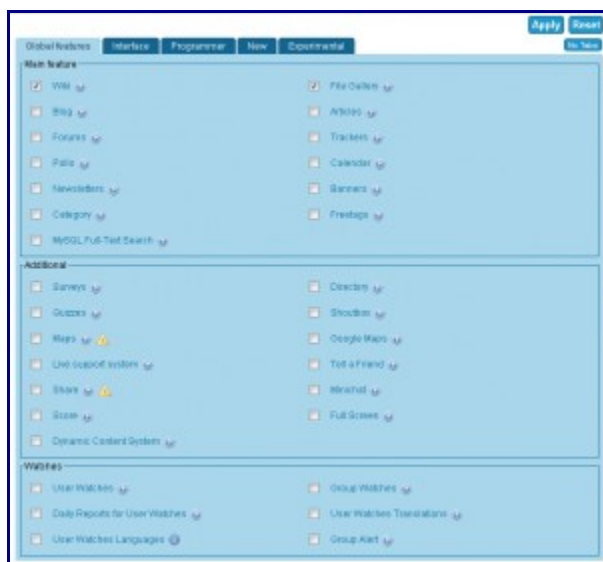 Apply Reset
Global features Interface Programmer New Experimental No Tabs
Main feature
Wiki File Gallery
Blog Articles
Forums Trackers
Polls Calendar
Newsletters Banners
Category Freetags
MySQL Full-Text Search
Additional
Surveys Directory
Quizzes Shoutbox
Maps Google Maps
Live support system Tell a Friend
Share Minichat
Score Full Screen
Dynamic Content System
Watches
User Watches Group Watches
Daily Reports for User Watches User Watches Translations
User Watches Languages Group Alert